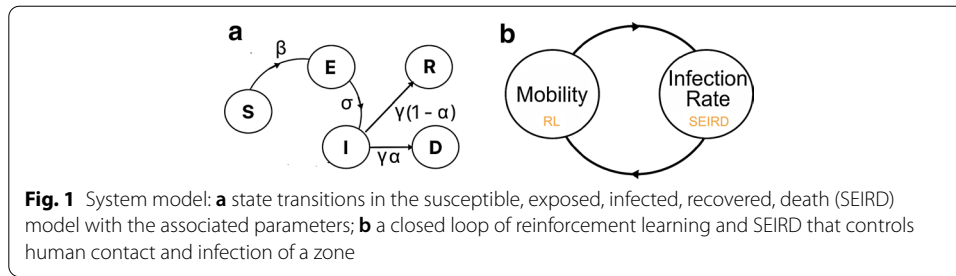 a
β
S
E
σ
I
R
γ(1 - α)
γα
D
b
Mobility
RL
Infection
Rate
SEIRD
Fig. 1 System model: a state transitions in the susceptible, exposed, infected, recovered, death (SEIRD)
model with the associated parameters; b a closed loop of reinforcement learning and SEIRD that controls
human contact and infection of a zone